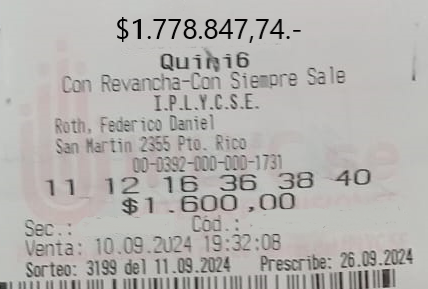 $1.778.847,74.-
Quini6
Con Revancha-Con Siempre Sale
I.P.L.Y.C.S.E.
Roth, Federico Daniel
San Martin 2355 Pto. Rico
00-0392-000-000-1731
11 12 16 36 38 40
$1.600,00
Sec.: Cód.:
Venta: 10.09.2024 19:32:08
Sorteo: 3199 del 11.09.2024 Prescribe: 26.09.2024